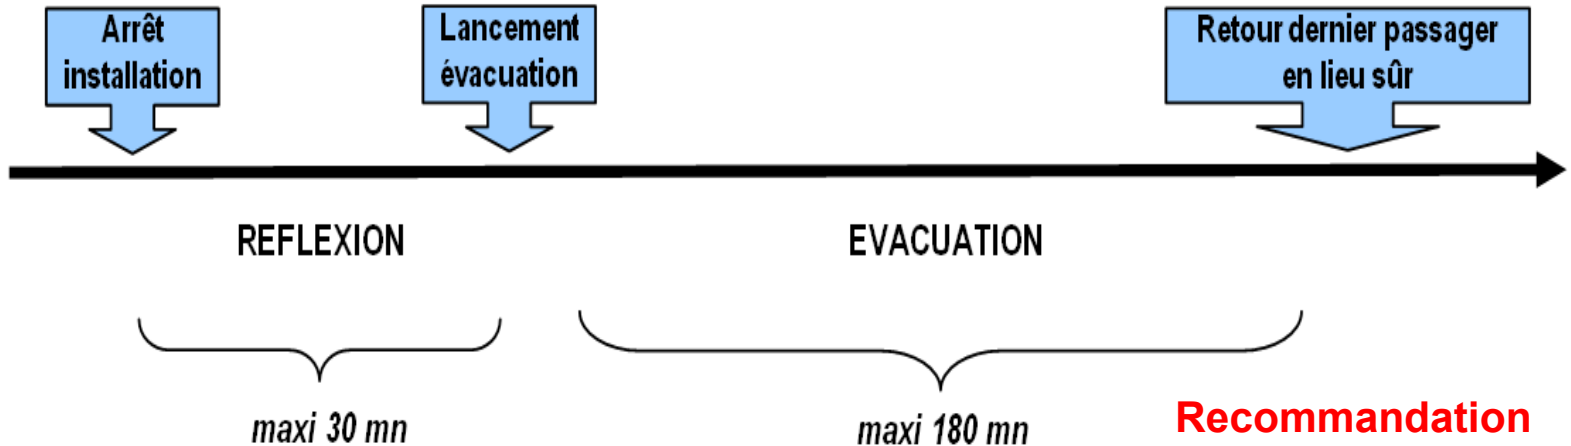 Arrêt
installation
Lancement
évacuation
Retour dernier passager
en lieu sûr
REFLEXION
EVACUATION
maxi 30 mn
maxi 180 mn
Recommandation